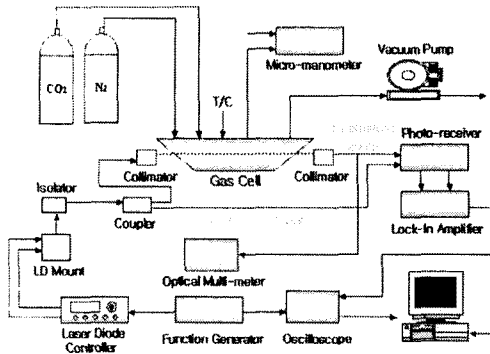 CO₂
N₂
T/C
Micro-manometer
Vacuum Pump
Photo-receiver
Collimator
Gas Cell
Collimator
Isolator
Coupler
Lock-In Amplifier
LD Mount
Optical Multi-meter
Laser Diode
Controller
Function Generator
Oscilloscope